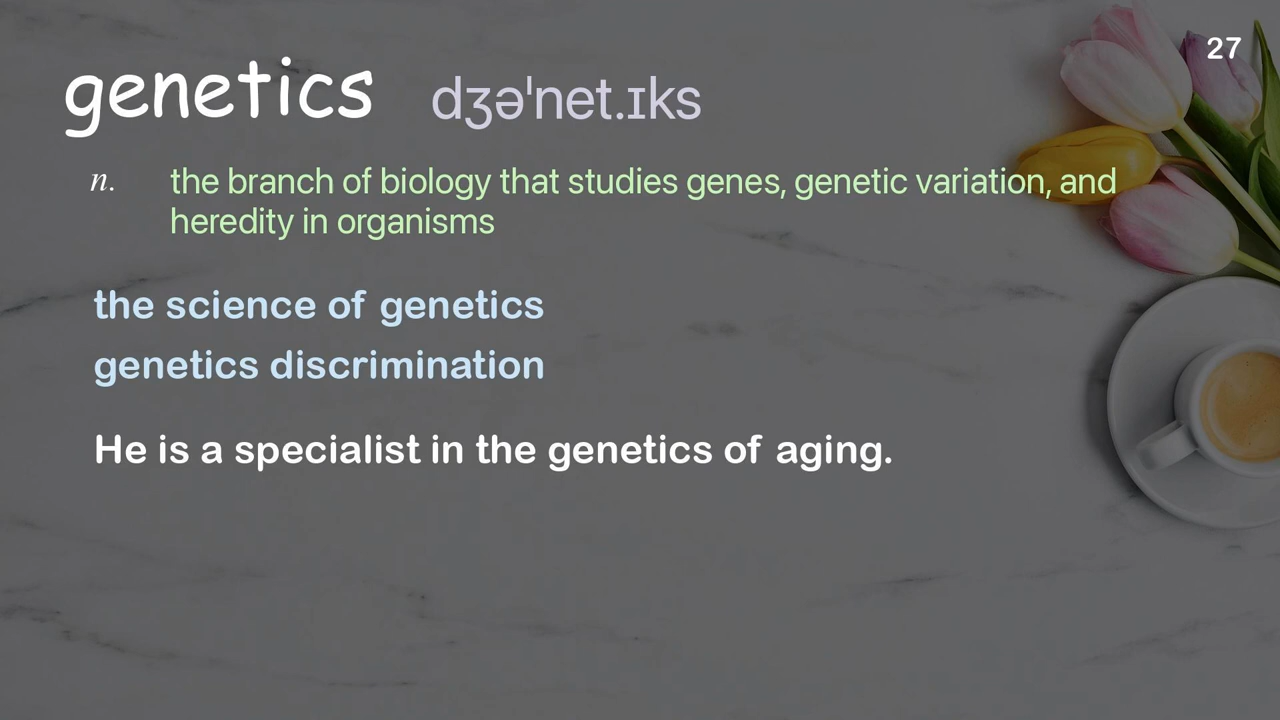 27
genetics dʒəˈnet.ɪks
n. the branch of biology that studies genes, genetic variation, and
heredity in organisms
the science of genetics
genetics discrimination
He is a specialist in the genetics of aging.